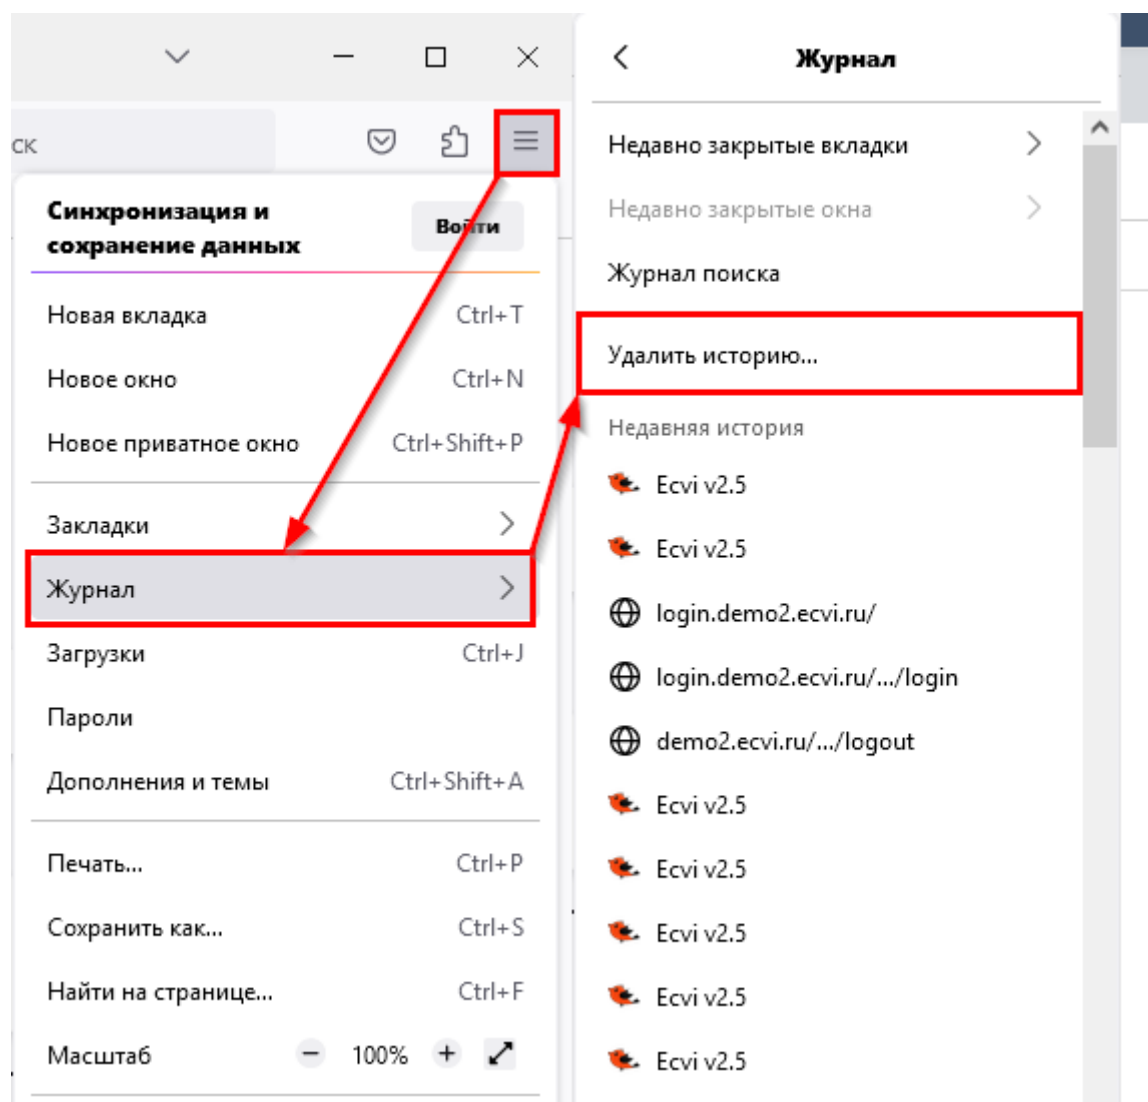 ск
Синхронизация и
сохранение данных
Войти
Новая вкладка Ctrl+T
Новое окно Ctrl+N
Новое приватное окно Ctrl+Shift+P
Закладки
Журнал
Загрузки Ctrl+J
Пароли
Дополнения и темы Ctrl+Shift+A
Печать... Ctrl+P
Сохранить как... Ctrl+S
Найти на странице... Ctrl+F
Масштаб 100%
Журнал
Недавно закрытые вкладки
Недавно закрытые окна
Журнал поиска
Удалить историю...
Недавняя история
Ecvi v2.5
Ecvi v2.5
login.demo2.ecvi.ru/
login.demo2.ecvi.ru/.../login
demo2.ecvi.ru/.../logout
Ecvi v2.5
Ecvi v2.5
Ecvi v2.5
Ecvi v2.5
Ecvi v2.5